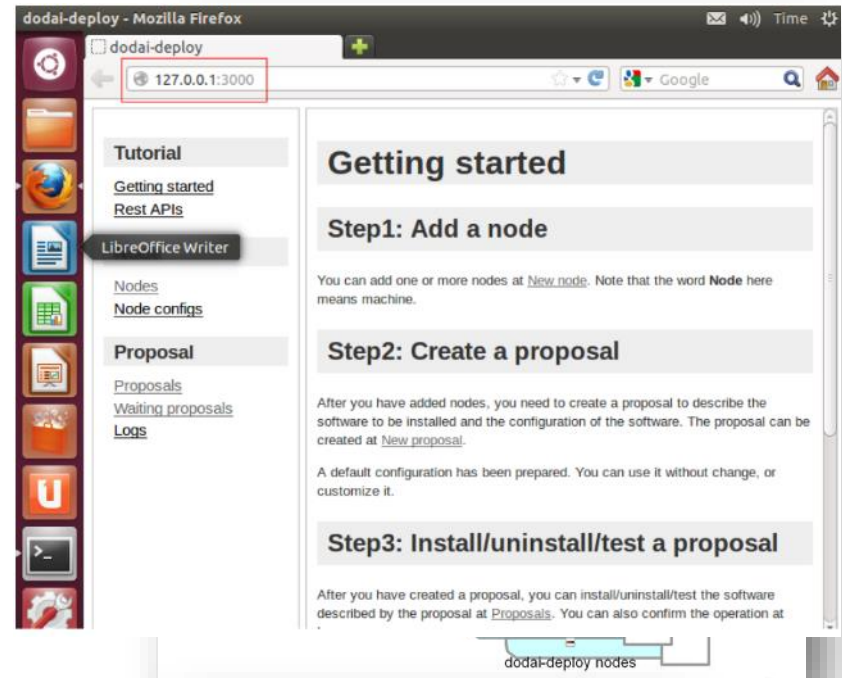 dodai-deploy - Mozilla Firefox
Time
dodai-deploy
127.0.0.1:3000
Google
Tutorial
Getting started
Rest APIs
LibreOffice Writer
Nodes
Node configs
Proposal
Proposals
Waiting proposals
Logs
Getting started
Step1: Add a node
You can add one or more nodes at New node. Note that the word Node here
means machine.
Step2: Create a proposal
After you have added nodes, you need to create a proposal to describe the
software to be installed and the configuration of the software. The proposal can be
created at New proposal.
A default configuration has been prepared. You can use it without change, or
customize it.
Step3: Install/uninstall/test a proposal
After you have created a proposal, you can install/uninstall/test the software
described by the proposal at Proposals. You can also confirm the operation at
dodai-deploy nodes